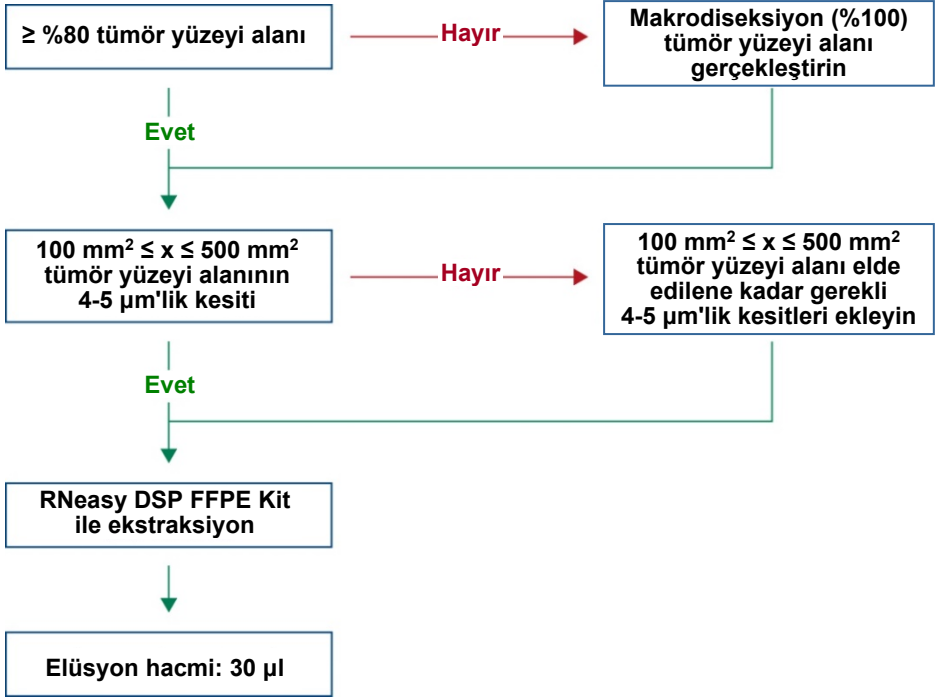 ≥ %80 tümör yüzeyi alanı
Hayır
Makrodiseksiyon (%100)
tümör yüzeyi alanı
gerçekleştirin
Evet
100 mm² ≤ x ≤ 500 mm²
tümör yüzeyi alanının
4-5 µm'lik kesiti
Hayır
100 mm² ≤ x ≤ 500 mm²
tümör yüzeyi alanı elde
edilene kadar gerekli
4-5 µm'lik kesitleri ekleyin
Evet
RNeasy DSP FFPE Kit
ile ekstraksiyon
Elüsyon hacmi: 30 µl